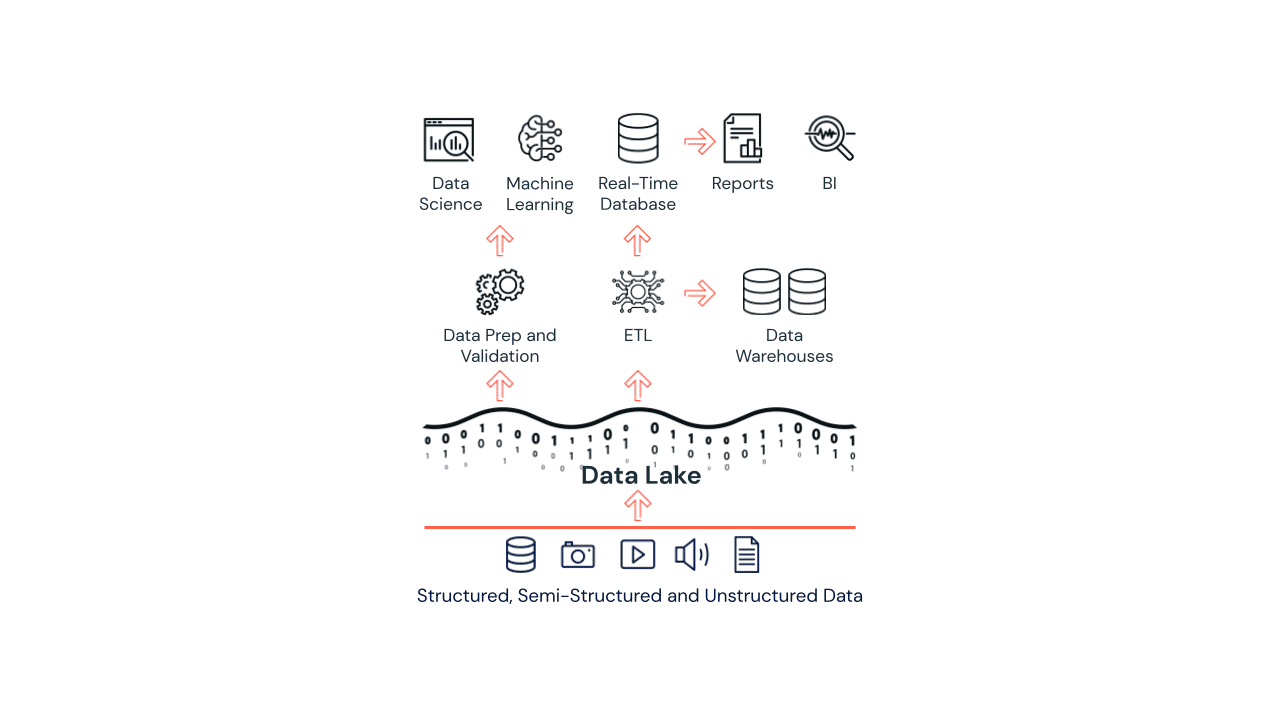 Data
Science
Machine
Learning
Real-Time
Database
Reports
BI
Data Prep and
Validation
ETL
Data
Warehouses
Data Lake
Structured, Semi-Structured and Unstructured Data